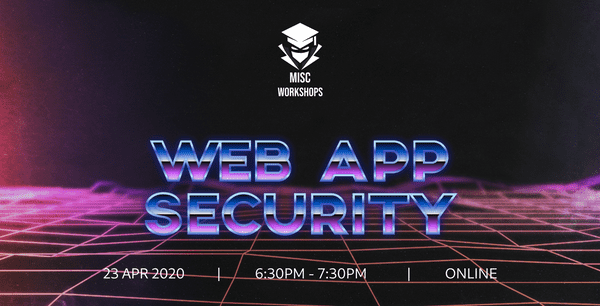 MISC
WORKSHOPS
WEB APP
SECURITY
23 APR 2020 | 6:30PM - 7:30PM | ONLINE